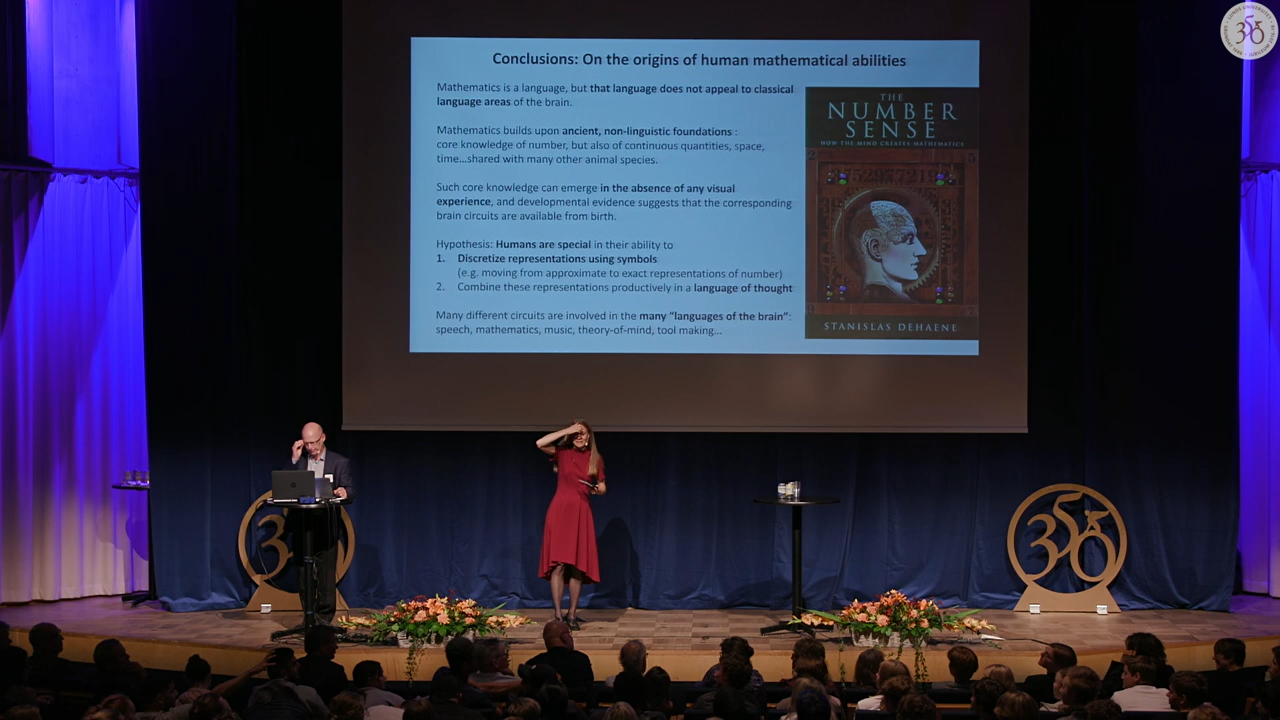 Conclusions: On the origins of human mathematical abilities
Mathematics is a language, but that language does not appeal to classical
language areas of the brain.
Mathematics builds upon ancient, non-linguistic foundations :
core knowledge of number, but also of continuous quantities, space,
time...shared with many other animal species.
Such core knowledge can emerge in the absence of any visual
experience, and developmental evidence suggests that the corresponding
brain circuits are available from birth.
Hypothesis: Humans are special in their ability to
1. Discretize representations using symbols
(e.g. moving from approximate to exact representations of number)
2. Combine these representations productively in a language of thought
Many different circuits are involved in the many “languages of the brain”:
speech, mathematics, music, theory-of-mind, tool making...
THE
NUMBER
SENSE
HOW THE MIND CREATES MATHEMATICS
STANISLAS DEHAENE
355
355